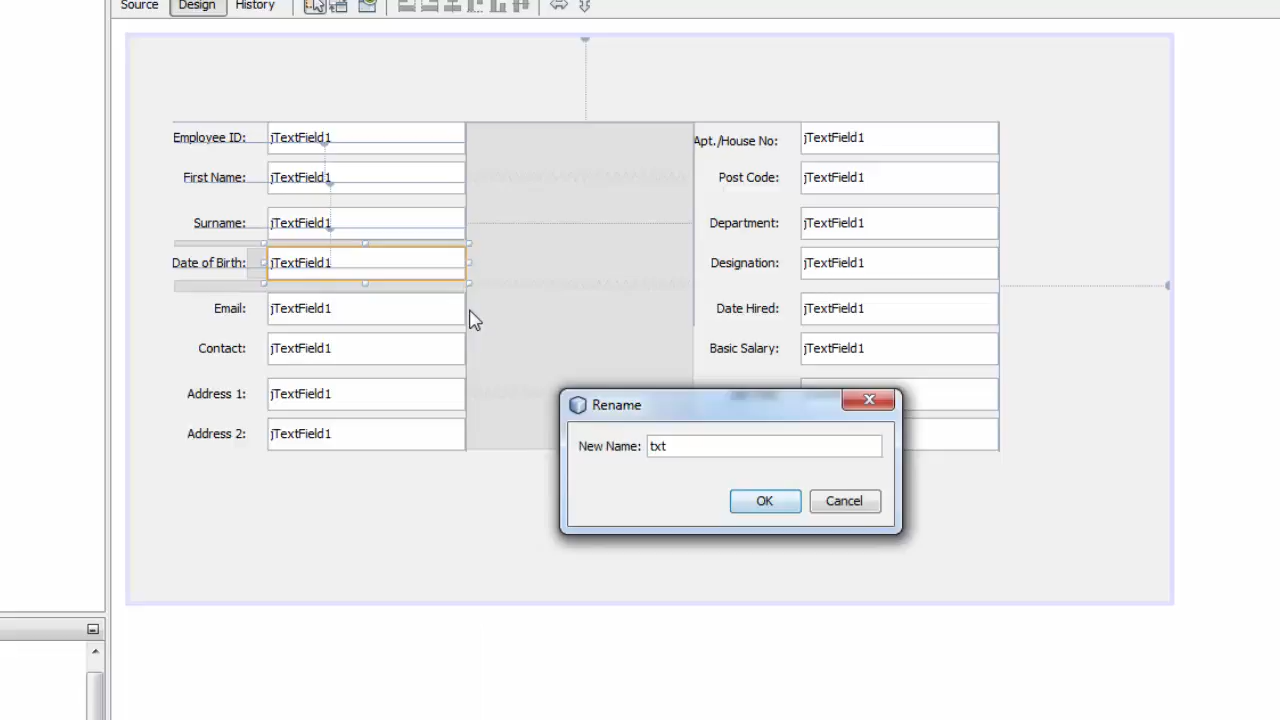 Source Design History
Employee ID: jTextField1
First Name: jTextField1
Surname: jTextField1
Date of Birth: jTextField1
Email: jTextField1
Contact: jTextField1
Address 1: jTextField1
Address 2: jTextField1
Apt./House No: jTextField1
Post Code: jTextField1
Department: jTextField1
Designation: jTextField1
Date Hired: jTextField1
Basic Salary: jTextField1
Rename
New Name: txt
OK Cancel